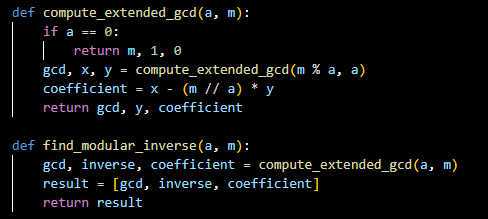 def compute_extended_gcd(a, m):
    if a == 0:
        return m, 1, 0
    gcd, x, y = compute_extended_gcd(m % a, a)
    coefficient = x - (m // a) * y
    return gcd, y, coefficient

def find_modular_inverse(a, m):
    gcd, inverse, coefficient = compute_extended_gcd(a, m)
    result = [gcd, inverse, coefficient]
    return result